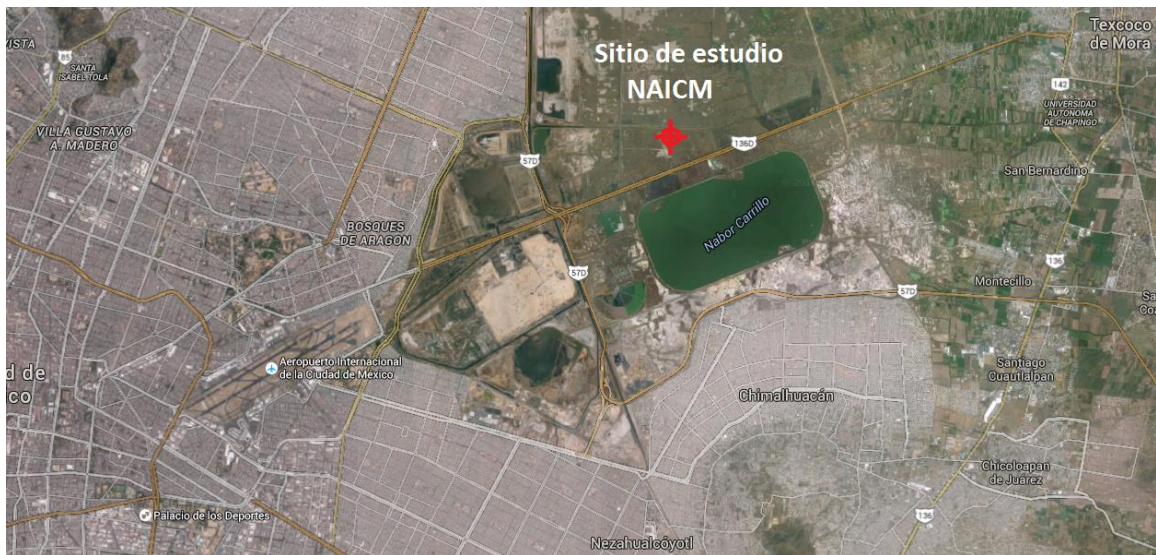 Sitio de estudio
NAICM
Texcoco
de Mora
VISTA
85
SANTA
ISABEL TOLA
142
UNIVERSIDAD
AUTONOMA
DE CHAPINGO
VILLA GUSTAVO
A. MADERO
57D
136D
San Bernardino
BOSQUES
DE ARAGON
Nabor Carrillo
136
57D
Montecillo
57D
Sa
Aeropuerto Internacional
de la Ciudad de México
d de
co
Santiago
Cuautlalpan
Chimalhuacán
Chicoloapan
de Juárez
Palacio de los Deportes
136
Nezahualcóyotl